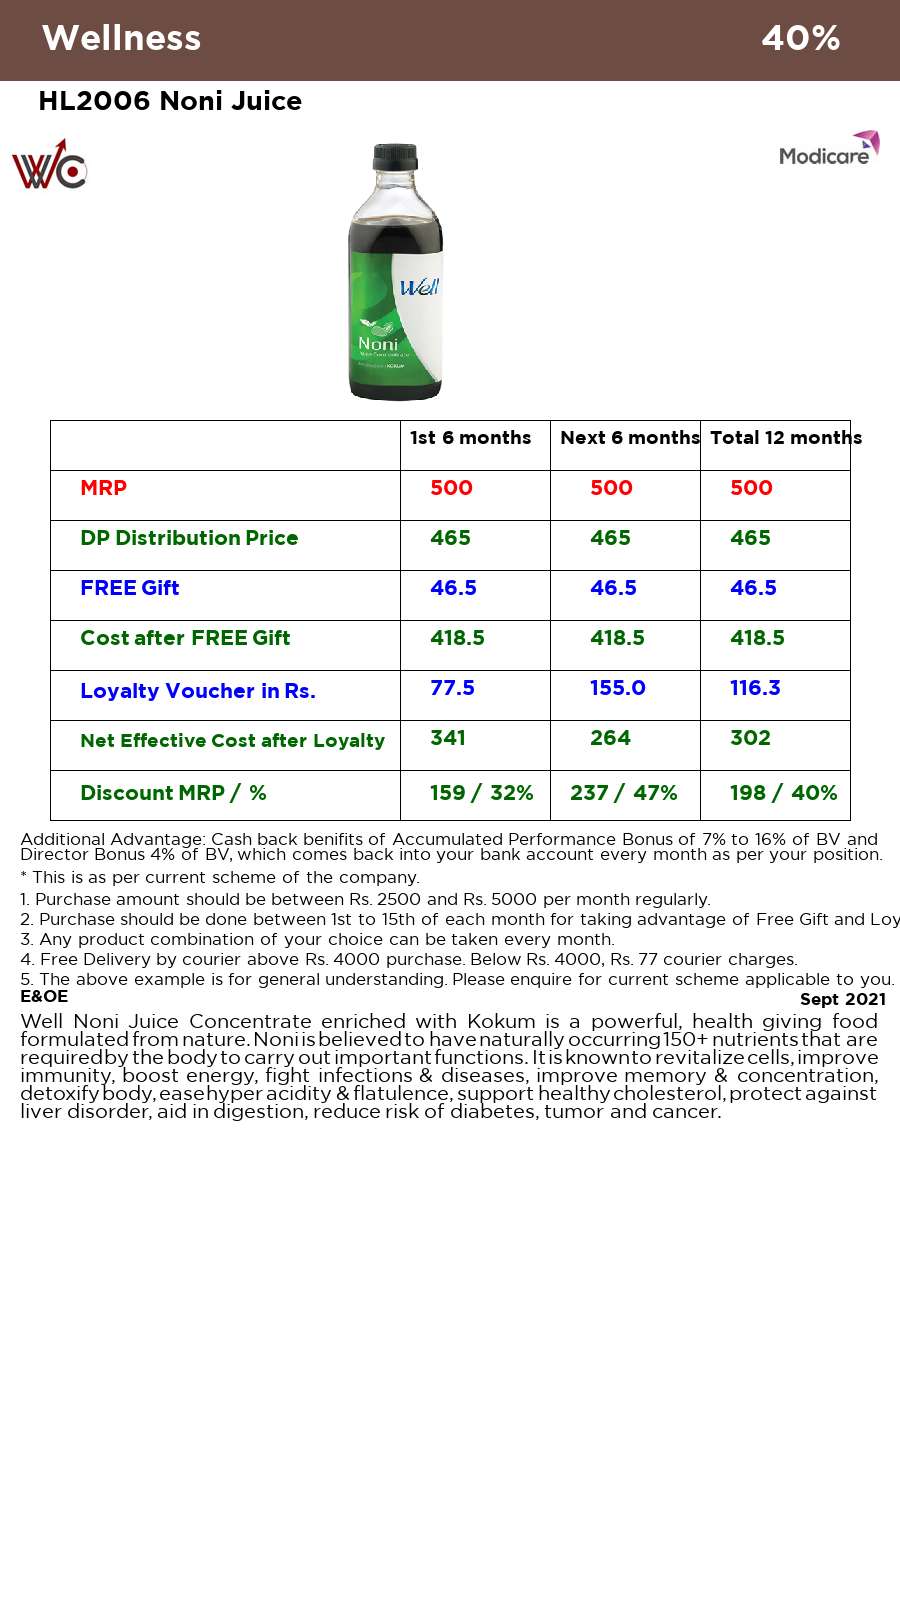 Wellness 40%
HL2006 Noni Juice
WC
Modicare
Well
Noni
Juice Concentrate
KOKUM
1st 6 months Next 6 months Total 12 months
MRP 500 500 500
DP Distribution Price 465 465 465
FREE Gift 46.5 46.5 46.5
Cost after FREE Gift 418.5 418.5 418.5
Loyalty Voucher in Rs. 77.5 155.0 116.3
Net Effective Cost after Loyalty 341 264 302
Discount MRP / % 159 / 32% 237 / 47% 198 / 40%
Additional Advantage: Cash back benifits of Accumulated Performance Bonus of 7% to 16% of BV and
Director Bonus 4% of BV, which comes back into your bank account every month as per your position.
* This is as per current scheme of the company.
1. Purchase amount should be between Rs. 2500 and Rs. 5000 per month regularly.
2. Purchase should be done between 1st to 15th of each month for taking advantage of Free Gift and Loy
3. Any product combination of your choice can be taken every month.
4. Free Delivery by courier above Rs. 4000 purchase. Below Rs. 4000, Rs. 77 courier charges.
5. The above example is for general understanding. Please enquire for current scheme applicable to you.
E&OE Sept 2021
Well Noni Juice Concentrate enriched with Kokum is a powerful, health giving food
formulated from nature. Noni is believed to have naturally occurring 150+ nutrients that are
required by the body to carry out important functions. It is known to revitalize cells, improve
immunity, boost energy, fight infections & diseases, improve memory & concentration,
detoxify body, ease hyper acidity & flatulence, support healthy cholesterol, protect against
liver disorder, aid in digestion, reduce risk of diabetes, tumor and cancer.